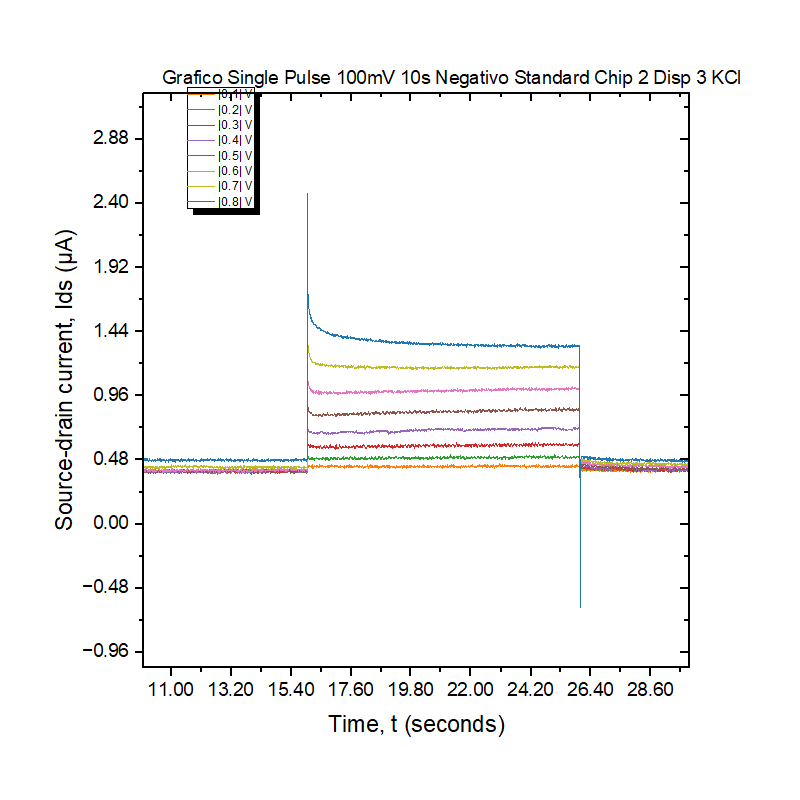 Grafico Single Pulse 100mV 10s Negativo Standard Chip 2 Disp 3 KCl
|0.1| V
|0.2| V
|0.3| V
|0.4| V
|0.5| V
|0.6| V
|0.7| V
|0.8| V
2.88
2.40
1.92
1.44
0.96
0.48
0.00
−0.48
−0.96
Source-drain current, Ids (μA)
11.00 13.20 15.40 17.60 19.80 22.00 24.20 26.40 28.60
Time, t (seconds)